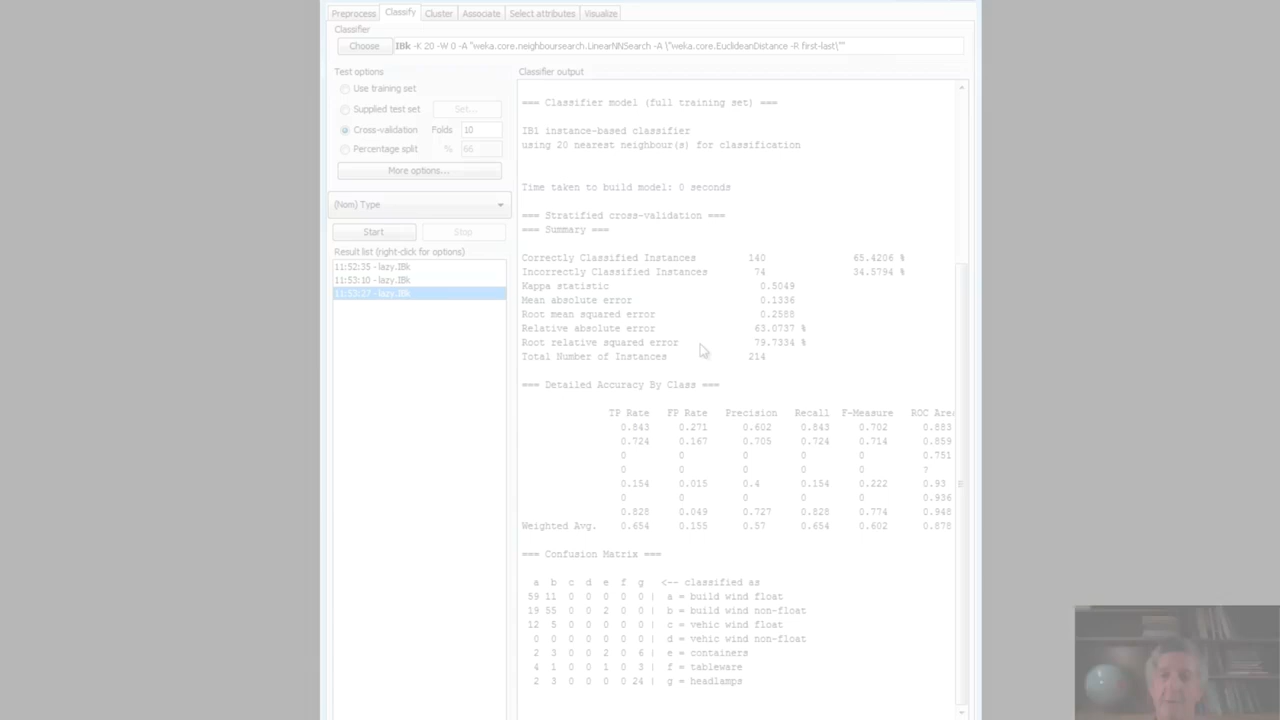 Preprocess Classify Cluster Associate Select attributes Visualize
Classifier
Choose IBk -K 20 -W 0 -A "weka.core.neighboursearch.LinearNNSearch -A \"weka.core.EuclideanDistance -R first-last\""
Test options
Use training set
Supplied test set Set...
Cross-validation Folds 10
Percentage split % 66
More options...
(Nom) Type
Start Stop
Result list (right-click for options)
11:52:35 - lazy.IBk
11:53:10 - lazy.IBk
11:53:27 - lazy.IBk
Classifier output
=== Classifier model (full training set) ===
IB1 instance-based classifier
using 20 nearest neighbour(s) for classification
Time taken to build model: 0 seconds
=== Stratified cross-validation ===
=== Summary ===
Correctly Classified Instances 140 65.4206 %
Incorrectly Classified Instances 74 34.5794 %
Kappa statistic 0.5049
Mean absolute error 0.1336
Root mean squared error 0.2588
Relative absolute error 63.0737 %
Root relative squared error 79.7334 %
Total Number of Instances 214
=== Detailed Accuracy By Class ===
TP Rate FP Rate Precision Recall F-Measure ROC Area
0.843 0.271 0.602 0.843 0.702 0.883
0.724 0.167 0.705 0.724 0.714 0.859
0 0 0 0 0 0.751
0 0 0 0 0 ?
0.154 0.015 0.4 0.154 0.222 0.93
0 0 0 0 0 0.936
0.828 0.049 0.727 0.828 0.774 0.948
Weighted Avg. 0.654 0.155 0.57 0.654 0.602 0.878
=== Confusion Matrix ===
a b c d e f g <-- classified as
59 11 0 0 0 0 0 | a = build wind float
19 55 0 0 2 0 0 | b = build wind non-float
12 5 0 0 0 0 0 | c = vehic wind float
0 0 0 0 0 0 0 | d = vehic wind non-float
2 3 0 0 2 0 6 | e = containers
4 1 0 0 1 0 3 | f = tableware
2 3 0 0 0 0 24 | g = headlamps